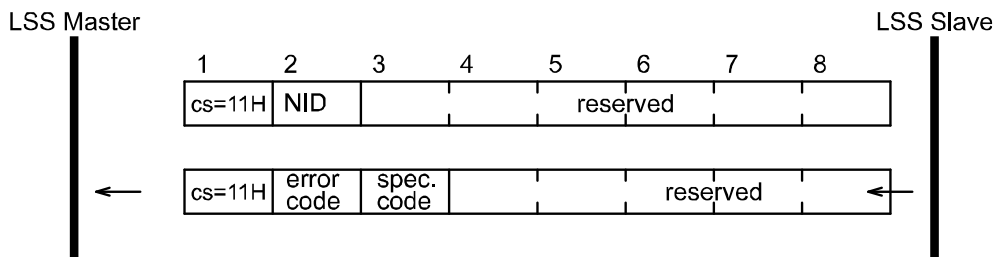 LSS Master LSS Slave
1 2 3 4 5 6 7 8
cs=11H NID reserved
cs=11H error code spec. code reserved